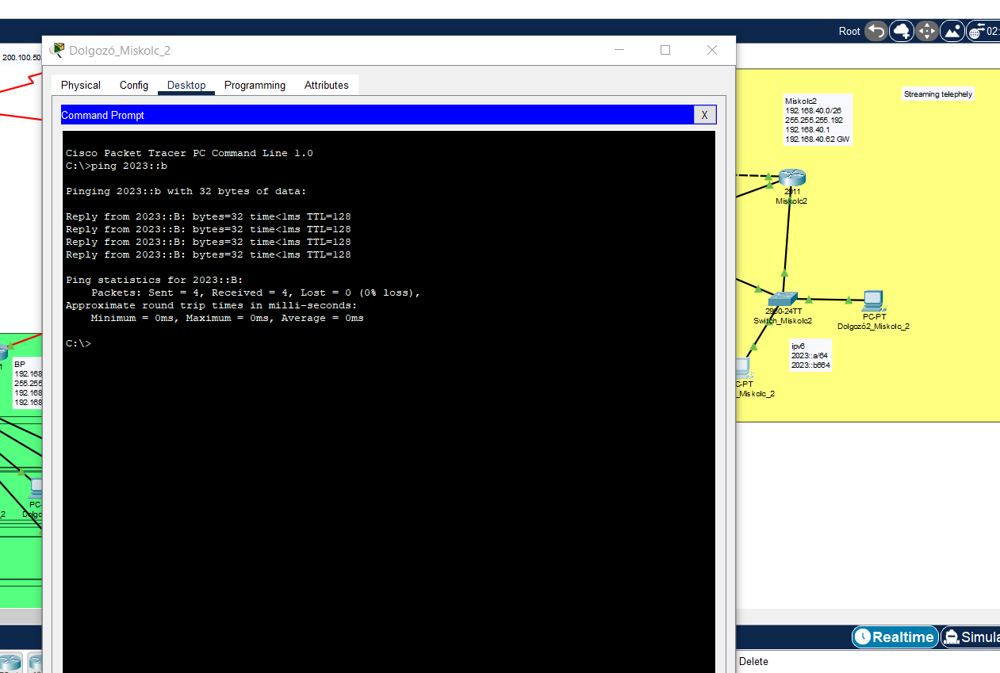 Root
02:
200.100.50
Dolgozó_Miskolc_2
Physical Config Desktop Programming Attributes
Command Prompt
X
Cisco Packet Tracer PC Command Line 1.0
C:\>ping 2023::b
Pinging 2023::b with 32 bytes of data:
Reply from 2023::B: bytes=32 time<1ms TTL=128
Reply from 2023::B: bytes=32 time<1ms TTL=128
Reply from 2023::B: bytes=32 time<1ms TTL=128
Reply from 2023::B: bytes=32 time<1ms TTL=128
Ping statistics for 2023::B:
Packets: Sent = 4, Received = 4, Lost = 0 (0% loss),
Approximate round trip times in milli-seconds:
Minimum = 0ms, Maximum = 0ms, Average = 0ms
C:\>
Streaming telephely
Miskolc2
192.168.40.0/26
255.255.255.192
192.168.40.1
192.168.40.62 GW
2911
Miskolc2
2960-24TT
Switch_Miskolc2
PC-PT
Dolgozó2_Miskolc_2
ipv6
2023::a/64
2023::b664
C-PT
_Miskolc_2
1
BP
192.168
255.255
192.168
192.168
PC-
_2
Dolgo
Realtime
Simula
Delete